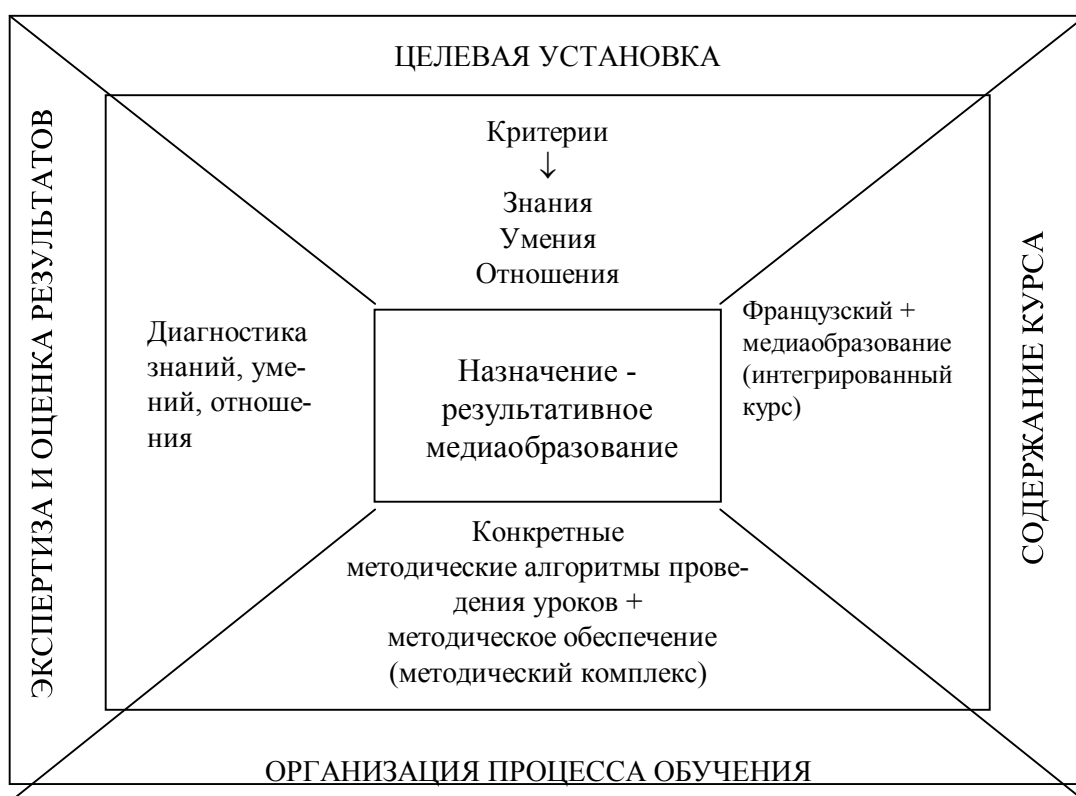 ЦЕЛЕВАЯ УСТАНОВКА
Критерии
↓
Знания
Умения
Отношения
ЭКСПЕРТИЗА И ОЦЕНКА РЕЗУЛЬТАТОВ
Диагностика
знаний, уме-
ний, отноше-
ния
Назначение -
результативное
медиаобразование
Французский +
медиаобразование
(интегрированный
курс)
СОДЕРЖАНИЕ КУРСА
Конкретные
методические алгоритмы прове-
дения уроков +
методическое обеспечение
(методический комплекс)
ОРГАНИЗАЦИЯ ПРОЦЕССА ОБУЧЕНИЯ